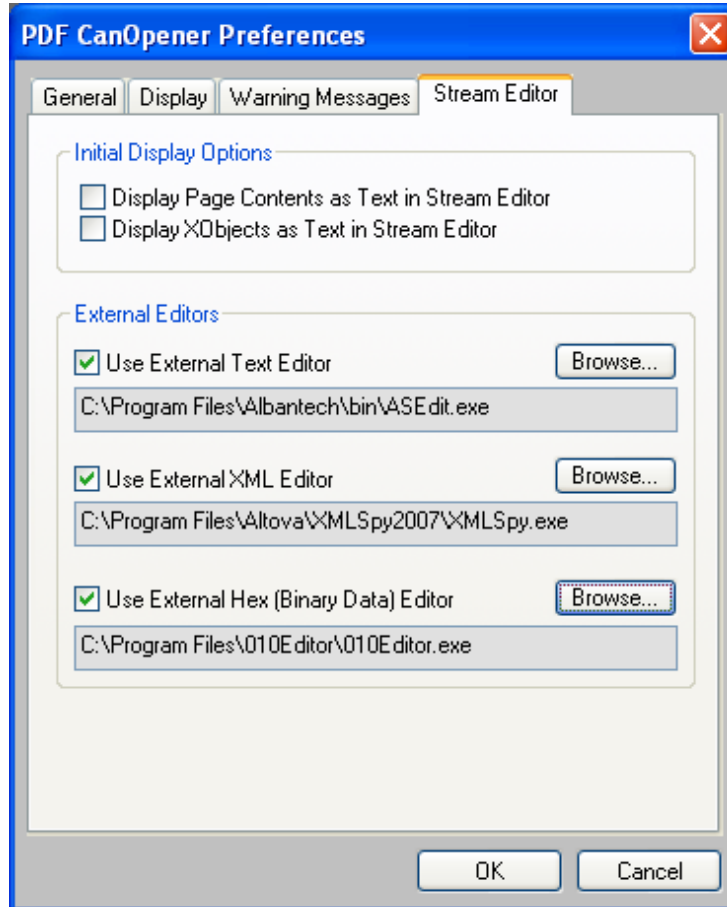 PDF CanOpener Preferences
General Display Warning Messages Stream Editor
Initial Display Options
Display Page Contents as Text in Stream Editor
Display XObjects as Text in Stream Editor
External Editors
Use External Text Editor Browse...
C:\Program Files\Albantech\bin\ASEdit.exe
Use External XML Editor Browse...
C:\Program Files\Altova\XMLSpy2007\XMLSpy.exe
Use External Hex (Binary Data) Editor Browse...
C:\Program Files\010Editor\010Editor.exe
OK Cancel